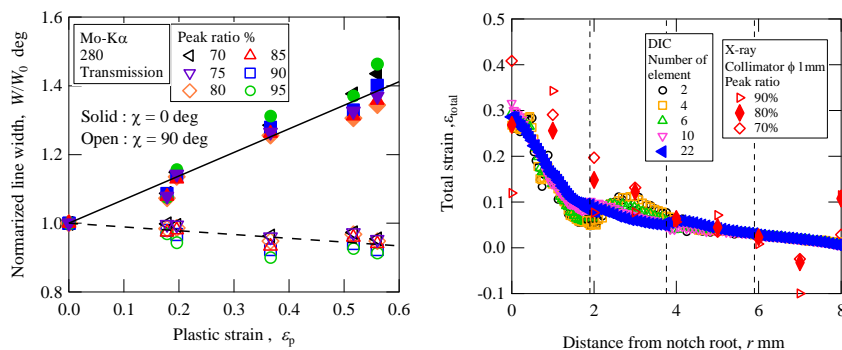 Normarized line width, W/W₀ deg
1.6
1.4
1.2
1.0
0.8
Mo-Kα
280
Transmission
Peak ratio %
70
75
80
85
90
95
Solid : χ = 0 deg
Open : χ = 90 deg
0.0 0.1 0.2 0.3 0.4 0.5 0.6
Plastic strain , εp
Total strain , εtotal
0.5
0.4
0.3
0.2
0.1
0.0
-0.1
DIC
Number of
element
2
4
6
10
22
X-ray
Collimator ϕ 1mm
Peak ratio
90%
80%
70%
0 2 4 6 8
Distance from notch root, r mm